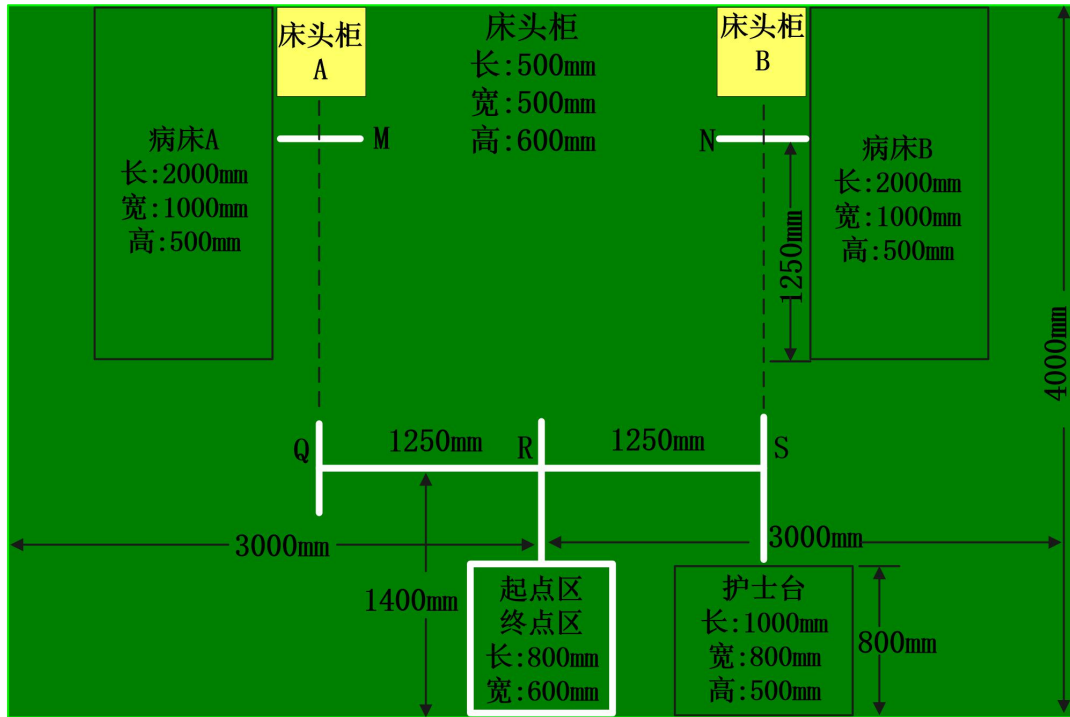 床头柜
A
床头柜
长:500mm
宽:500mm
高:600mm
床头柜
B
M
N
病床A
长:2000mm
宽:1000mm
高:500mm
病床B
长:2000mm
宽:1000mm
高:500mm
1250mm
4000mm
Q
1250mm
R
1250mm
S
3000mm
3000mm
1400mm
起点区
终点区
长:800mm
宽:600mm
护士台
长:1000mm
宽:800mm
高:500mm
800mm